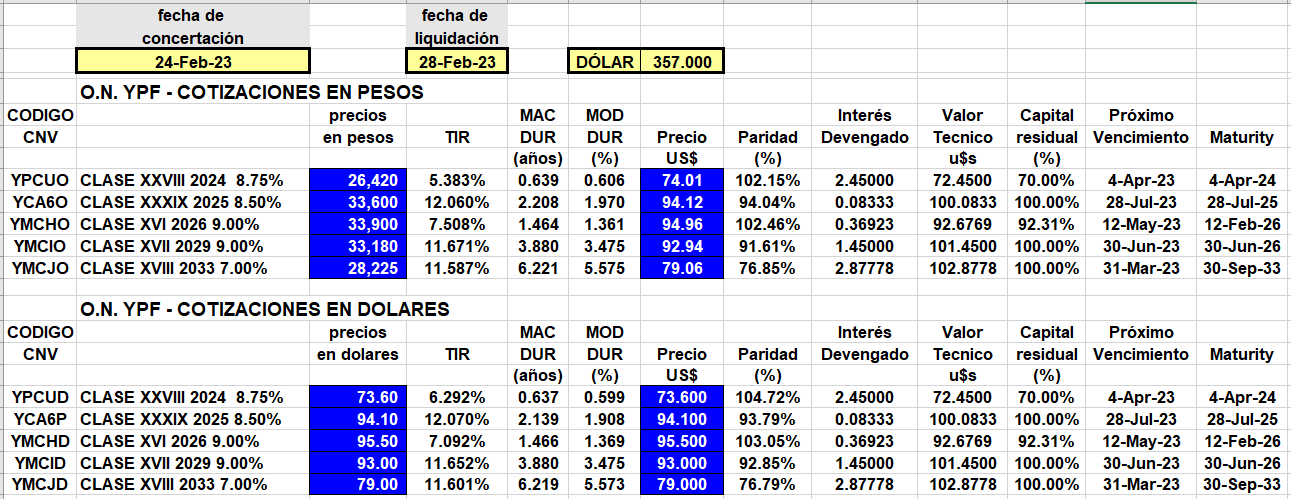 fecha de fecha de
concertación liquidación
24-Feb-23 28-Feb-23 DÓLAR 357.000
O.N. YPF - COTIZACIONES EN PESOS
CODIGO precios MAC MOD Interés Valor Capital Próximo
CNV en pesos TIR DUR DUR Precio Paridad Devengado Tecnico residual Vencimiento Maturity
(años) (%) US$ (%) u$s (%)
YPCUO CLASE XXVIII 2024 8.75% 26,420 5.383% 0.639 0.606 74.01 102.15% 2.45000 72.4500 70.00% 4-Apr-23 4-Apr-24
YCA6O CLASE XXXIX 2025 8.50% 33,600 12.060% 2.208 1.970 94.12 94.04% 0.08333 100.0833 100.00% 28-Jul-23 28-Jul-25
YMCHO CLASE XVI 2026 9.00% 33,900 7.508% 1.464 1.361 94.96 102.46% 0.36923 92.6769 92.31% 12-May-23 12-Feb-26
YMCIO CLASE XVII 2029 9.00% 33,180 11.671% 3.880 3.475 92.94 91.61% 1.45000 101.4500 100.00% 30-Jun-23 30-Jun-26
YMCJO CLASE XVIII 2033 7.00% 28,225 11.587% 6.221 5.575 79.06 76.85% 2.87778 102.8778 100.00% 31-Mar-23 30-Sep-33
O.N. YPF - COTIZACIONES EN DOLARES
CODIGO precios MAC MOD Interés Valor Capital Próximo
CNV en dolares TIR DUR DUR Precio Paridad Devengado Tecnico residual Vencimiento Maturity
(años) (%) US$ (%) u$s (%)
YPCUD CLASE XXVIII 2024 8.75% 73.60 6.292% 0.637 0.599 73.600 104.72% 2.45000 72.4500 70.00% 4-Apr-23 4-Apr-24
YCA6P CLASE XXXIX 2025 8.50% 94.10 12.070% 2.139 1.908 94.100 93.79% 0.08333 100.0833 100.00% 28-Jul-23 28-Jul-25
YMCHD CLASE XVI 2026 9.00% 95.50 7.092% 1.466 1.369 95.500 103.05% 0.36923 92.6769 92.31% 12-May-23 12-Feb-26
YMCID CLASE XVII 2029 9.00% 93.00 11.652% 3.880 3.475 93.000 92.85% 1.45000 101.4500 100.00% 30-Jun-23 30-Jun-26
YMCJD CLASE XVIII 2033 7.00% 79.00 11.601% 6.219 5.573 79.000 76.79% 2.87778 102.8778 100.00% 31-Mar-23 30-Sep-33